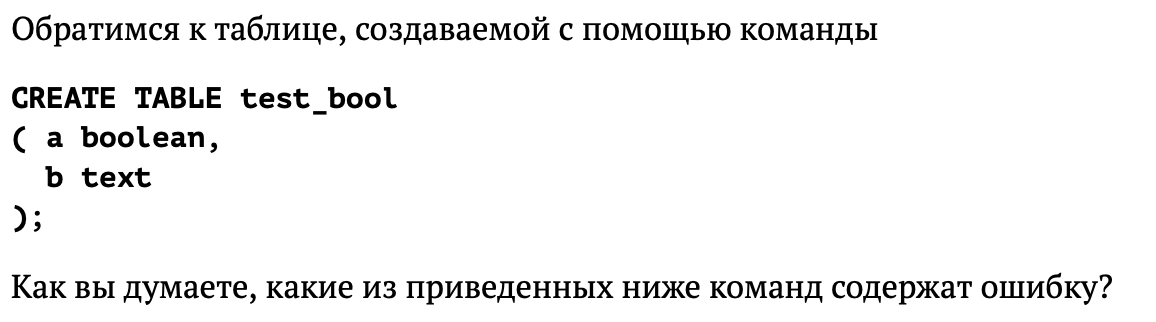 Обратимся к таблице, создаваемой с помощью команды
CREATE TABLE test_bool
( a boolean,
  b text
);
Как вы думаете, какие из приведенных ниже команд содержат ошибку?